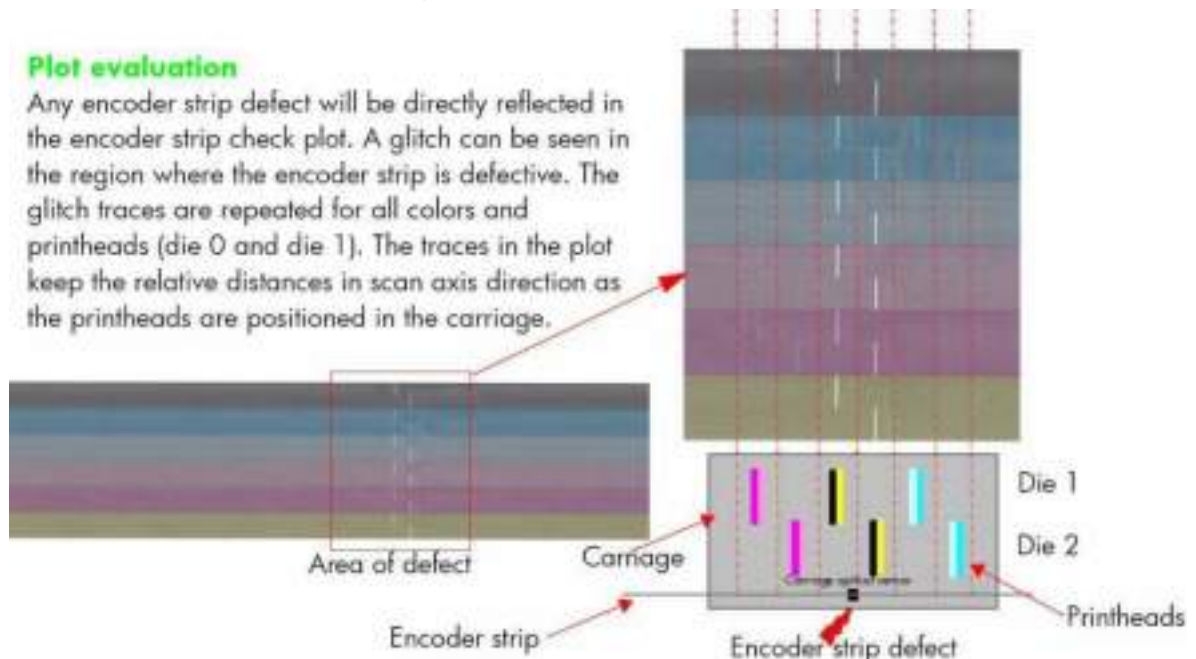 Plot evaluation
Any encoder strip defect will be directly reflected in
the encoder strip check plot. A glitch can be seen in
the region where the encoder strip is defective. The
glitch traces are repeated for all colors and
printheads (die 0 and die 1). The traces in the plot
keep the relative distances in scan axis direction as
the printheads are positioned in the carriage.
Area of defect
Carriage
Die 1
Die 2
Carriage optical sensor
Printheads
Encoder strip
Encoder strip defect